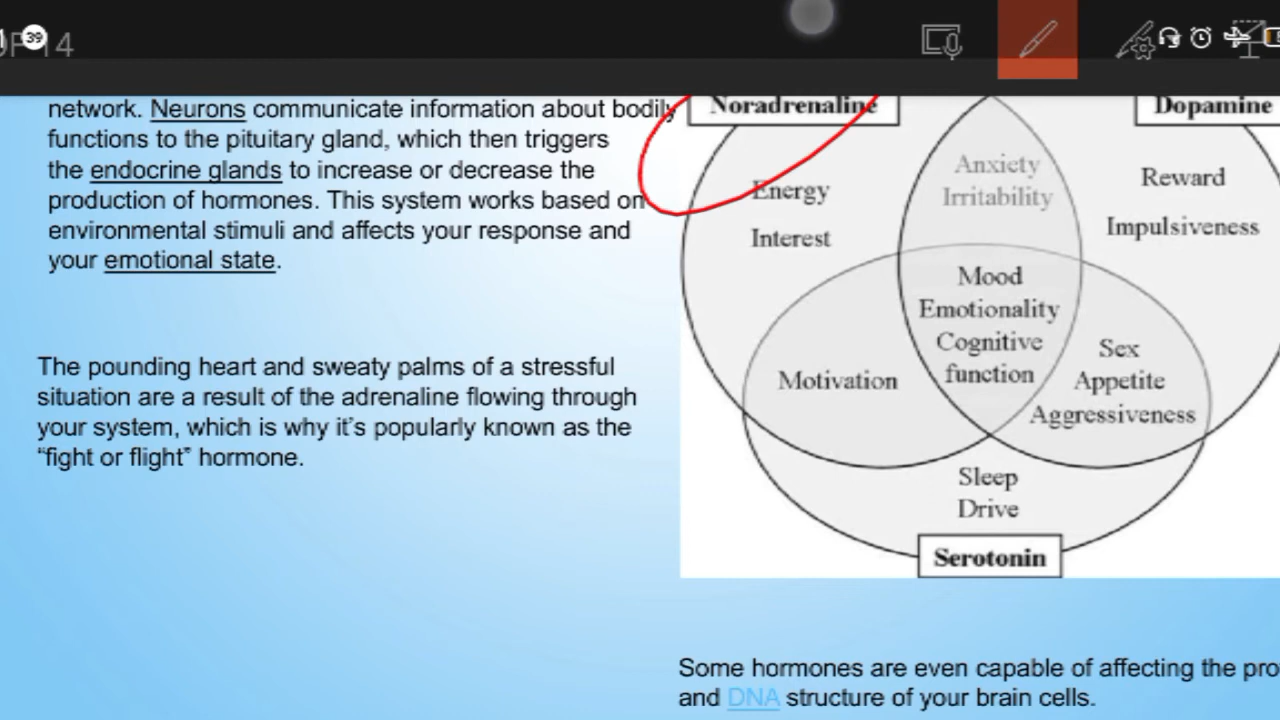 39
14
network. Neurons communicate information about bodily
functions to the pituitary gland, which then triggers
the endocrine glands to increase or decrease the
production of hormones. This system works based on
environmental stimuli and affects your response and
your emotional state.
The pounding heart and sweaty palms of a stressful
situation are a result of the adrenaline flowing through
your system, which is why it's popularly known as the
“fight or flight” hormone.
Noradrenaline
Dopamine
Anxiety
Irritability
Energy
Interest
Reward
Impulsiveness
Mood
Emotionality
Cognitive
function
Motivation
Sex
Appetite
Aggressiveness
Sleep
Drive
Serotonin
Some hormones are even capable of affecting the pro
and DNA structure of your brain cells.